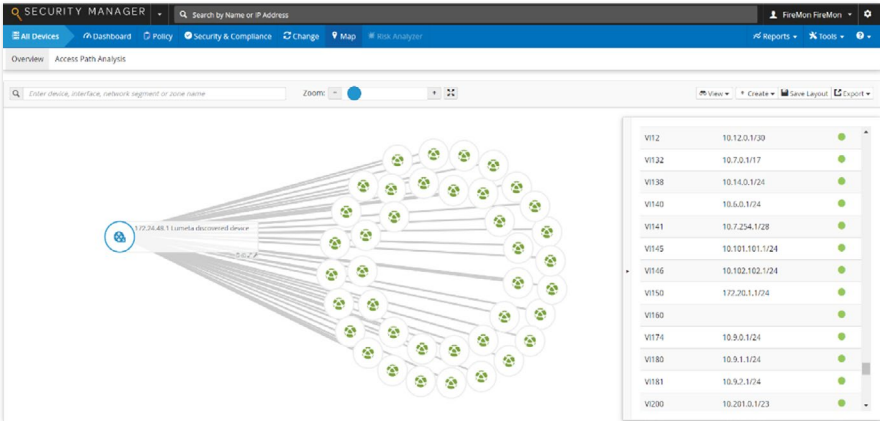 SECURITY MANAGER
Search by Name or IP Address
FireMon FireMon
All Devices
Dashboard
Policy
Security & Compliance
Change
Map
Risk Analyzer
Reports
Tools
Overview
Access Path Analysis
Enter device, interface, network segment or zone name
Zoom:
View
Create
Save Layout
Export
172.24.48.1 Lumeta discovered device
Vl12 10.12.0.1/30
Vl132 10.7.0.1/17
Vl138 10.14.0.1/24
Vl140 10.6.0.1/24
Vl141 10.7.254.1/28
Vl145 10.101.101.1/24
Vl146 10.102.102.1/24
Vl150 172.20.1.1/24
Vl160
Vl174 10.9.0.1/24
Vl180 10.9.1.1/24
Vl181 10.9.2.1/24
Vl200 10.201.0.1/23